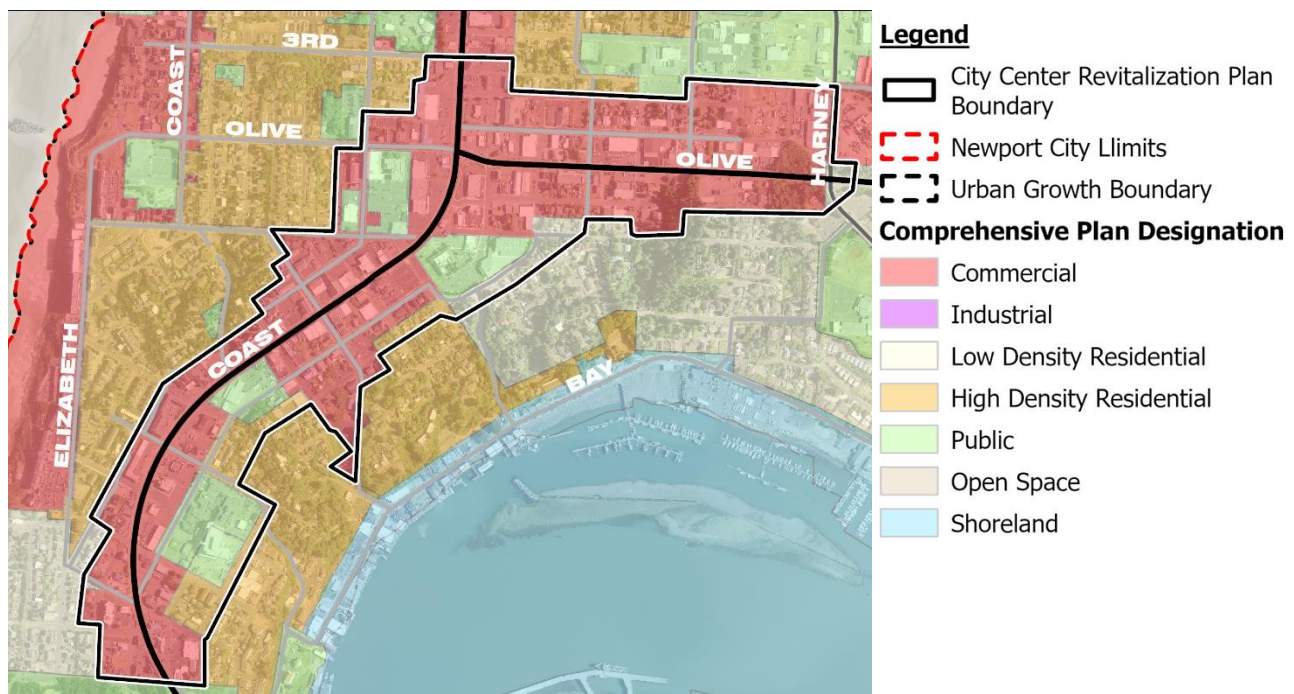 3RD
COAST
OLIVE
HARNEY
OLIVE
COAST
ELIZABETH
BAY
Legend
City Center Revitalization Plan
Boundary
Newport City Llimits
Urban Growth Boundary
Comprehensive Plan Designation
Commercial
Industrial
Low Density Residential
High Density Residential
Public
Open Space
Shoreland